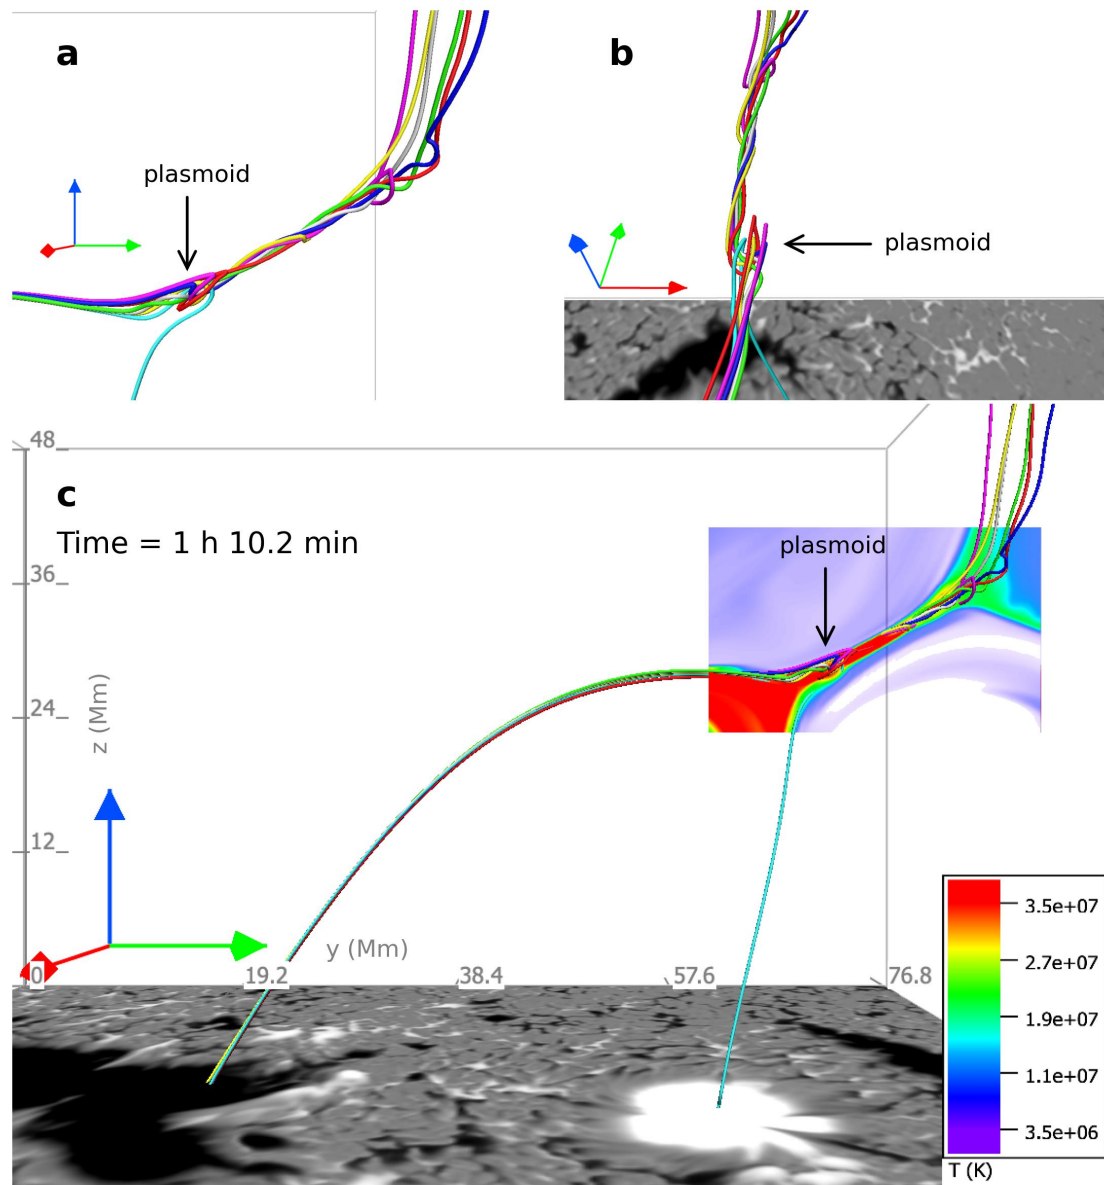 a
b
plasmoid
plasmoid
c
Time = 1 h 10.2 min
plasmoid
48
36
24
12
0
z (Mm)
y (Mm)
19.2
38.4
57.6
76.8
3.5e+07
2.7e+07
1.9e+07
1.1e+07
3.5e+06
T (K)